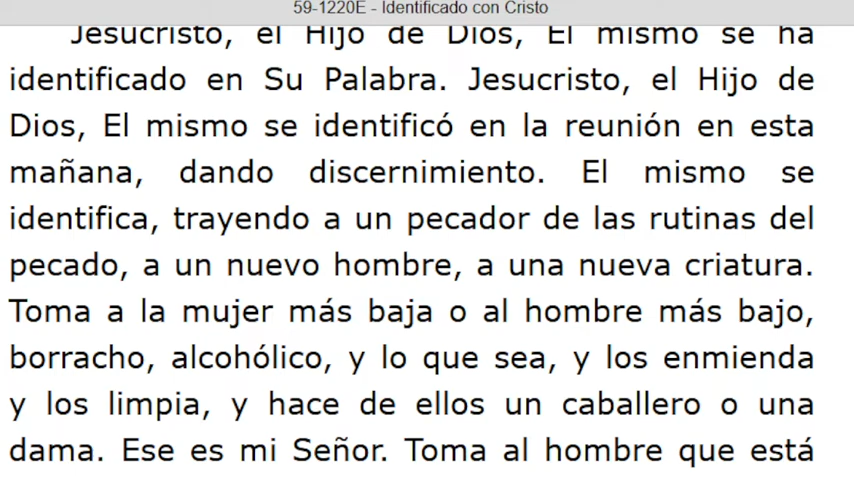 59-1220E - Identificado con Cristo
Jesucristo, el Hijo de Dios, El mismo se ha
identificado en Su Palabra. Jesucristo, el Hijo de
Dios, El mismo se identificó en la reunión en esta
mañana, dando discernimiento. El mismo se
identifica, trayendo a un pecador de las rutinas del
pecado, a un nuevo hombre, a una nueva criatura.
Toma a la mujer más baja o al hombre más bajo,
borracho, alcohólico, y lo que sea, y los enmienda
y los limpia, y hace de ellos un caballero o una
dama. Ese es mi Señor. Toma al hombre que está